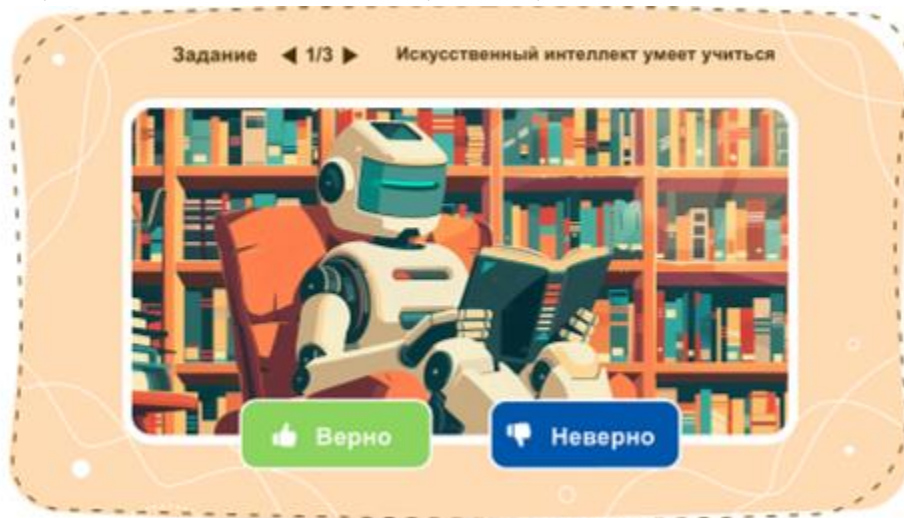 Задание ◀ 1/3 ▶ Искусственный интеллект умеет учиться
Верно
Неверно